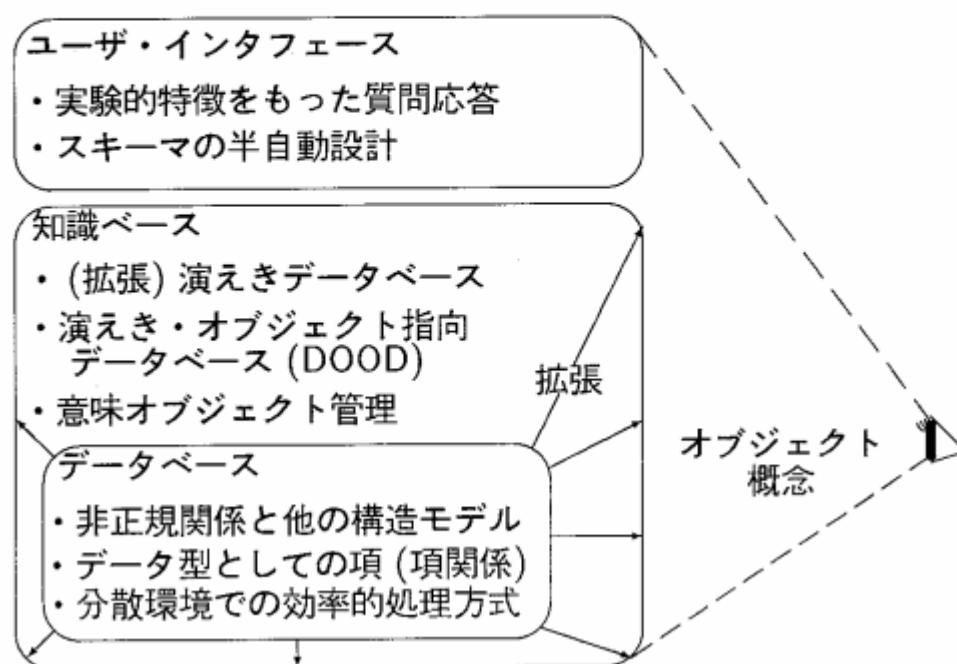 ユーザ・インタフェース
・実験的特徴をもった質問応答
・スキーマの半自動設計
知識ベース
・(拡張) 演えきデータベース
・演えき・オブジェクト指向
データベース (DOOD)
・意味オブジェクト管理
拡張
データベース
・非正規関係と他の構造モデル
・データ型としての項 (項関係)
・分散環境での効率的処理方式
オブジェクト
概念